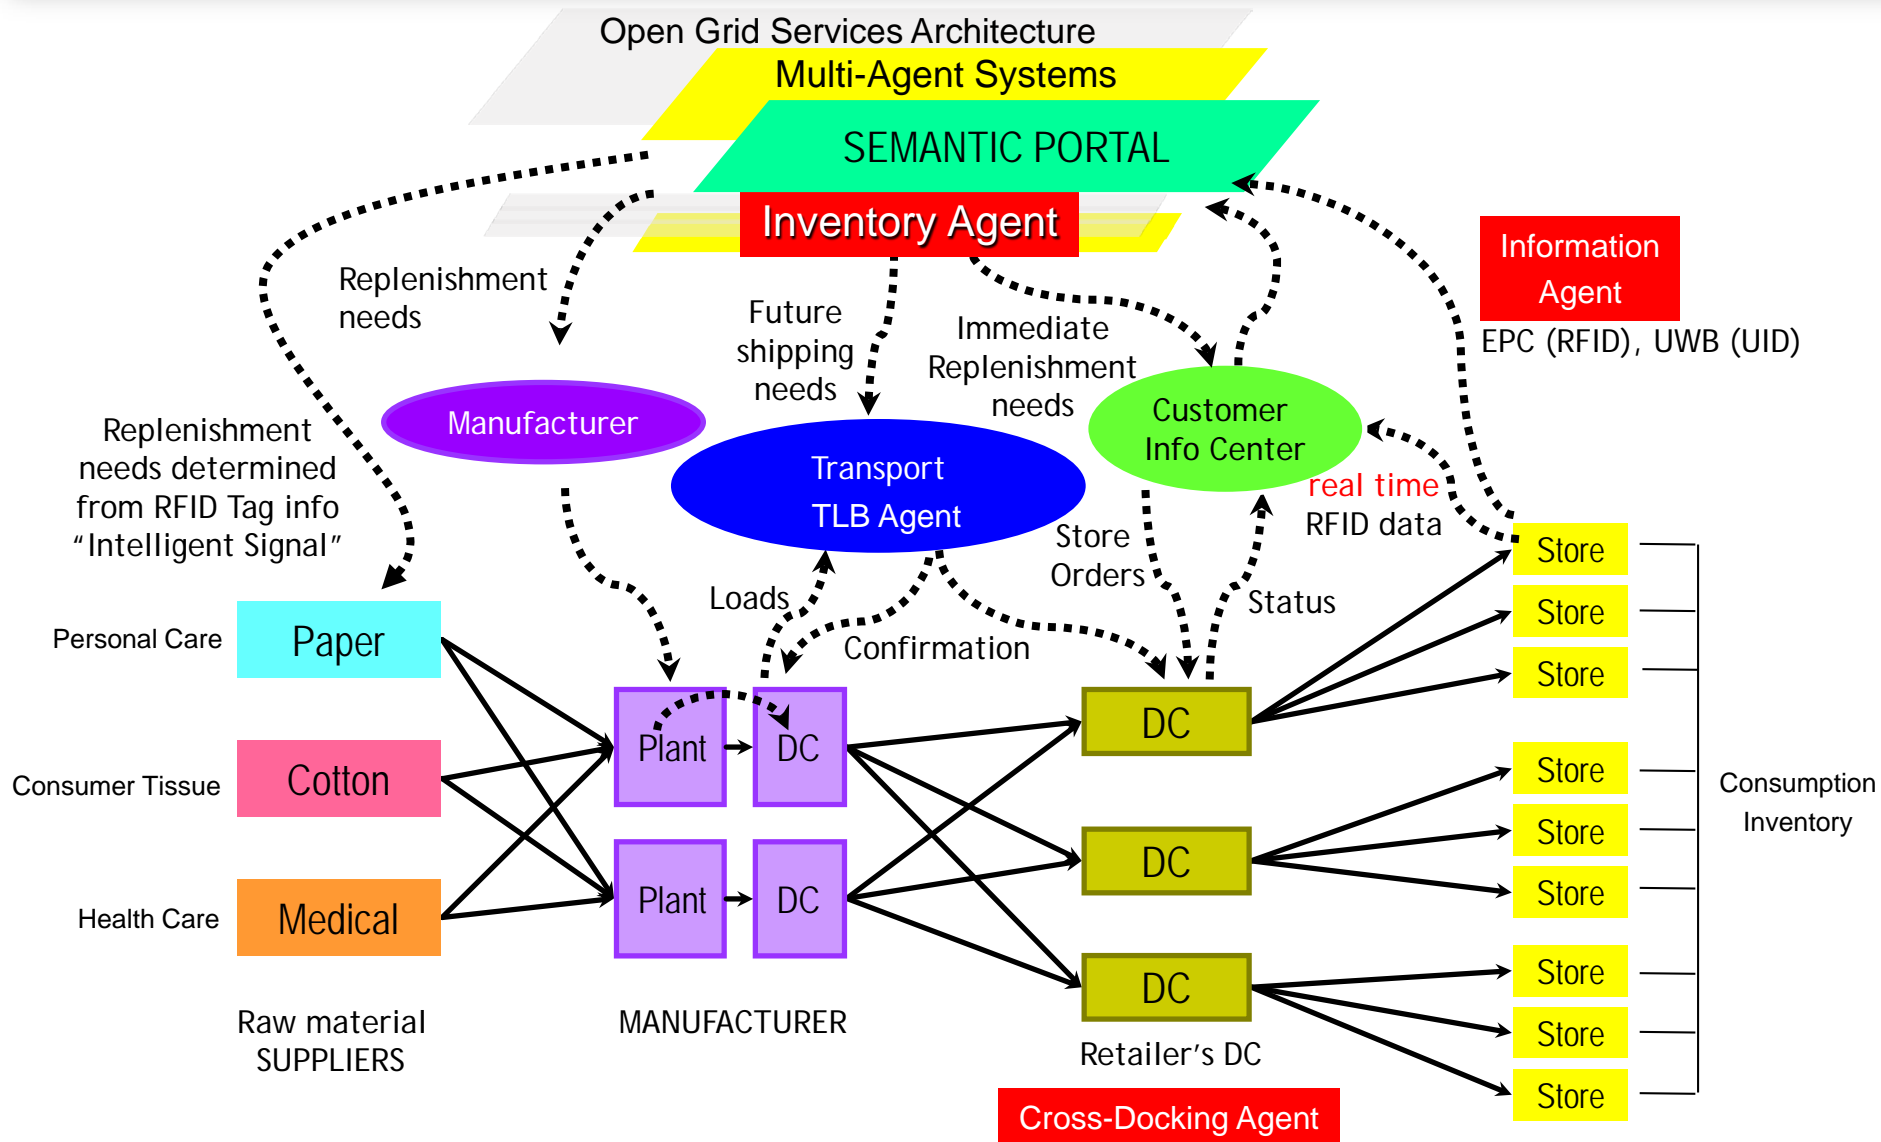 Open Grid Services Architecture
Multi-Agent Systems
SEMANTIC PORTAL
Inventory Agent
Information
Agent
EPC (RFID), UWB (UID)
Replenishment
needs
Future
shipping
needs
Immediate
Replenishment
needs
Manufacturer
Customer
Info Center
Transport
TLB Agent
Replenishment
needs determined
from RFID Tag info
“Intelligent Signal”
real time
RFID data
Store
Orders
Loads
Confirmation
Status
Personal Care
Paper
Consumer Tissue
Cotton
Health Care
Medical
Plant
DC
Plant
DC
DC
DC
DC
Store
Store
Store
Store
Store
Store
Store
Store
Store
Consumption
Inventory
Raw material
SUPPLIERS
MANUFACTURER
Retailer's DC
Cross-Docking Agent